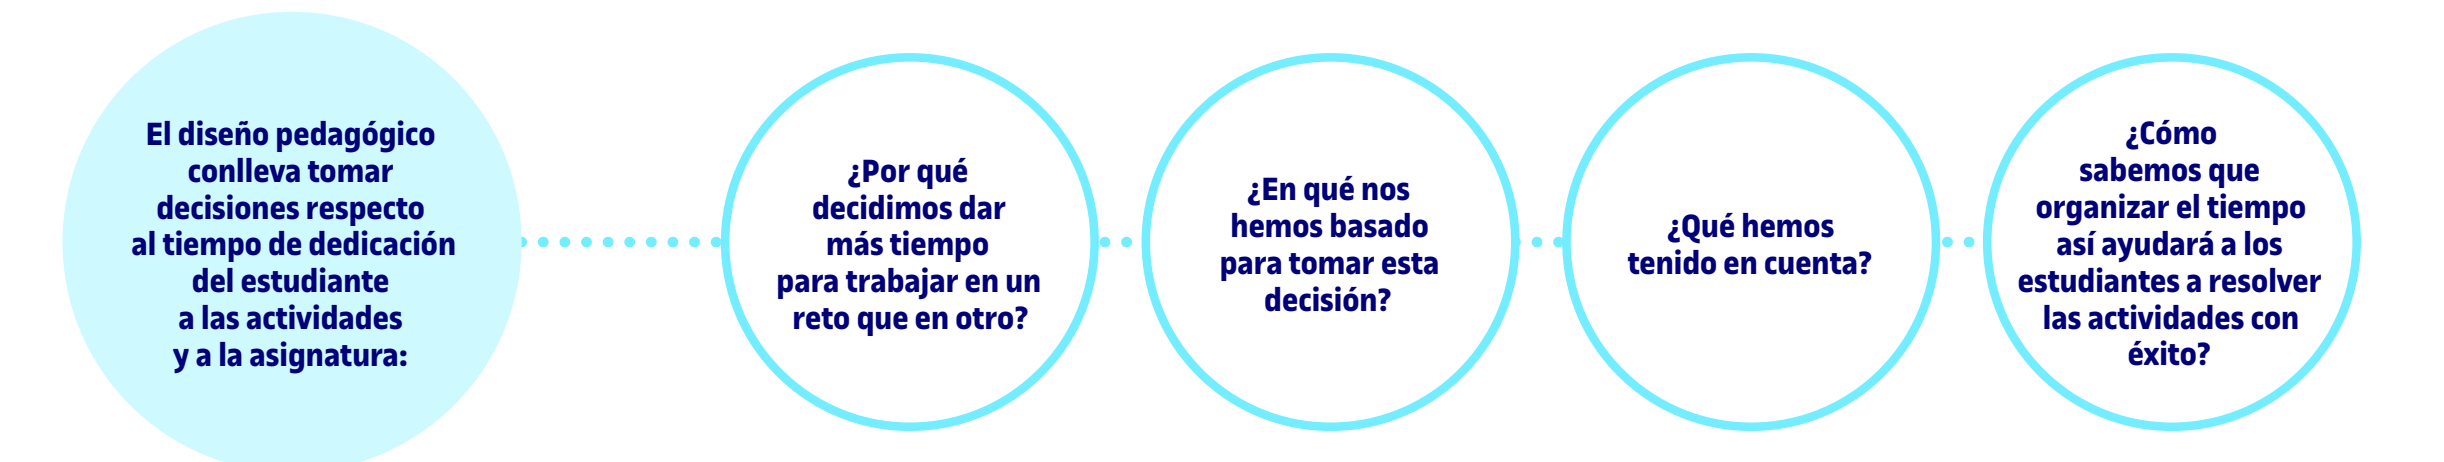 El diseño pedagógico
conlleva tomar
decisiones respecto
al tiempo de dedicación
del estudiante
a las actividades
y a la asignatura:
¿Por qué
decidimos dar
más tiempo
para trabajar en un
reto que en otro?
¿En qué nos
hemos basado
para tomar esta
decisión?
¿Qué hemos
tenido en cuenta?
¿Cómo
sabemos que
organizar el tiempo
así ayudará a los
estudiantes a resolver
las actividades con
éxito?